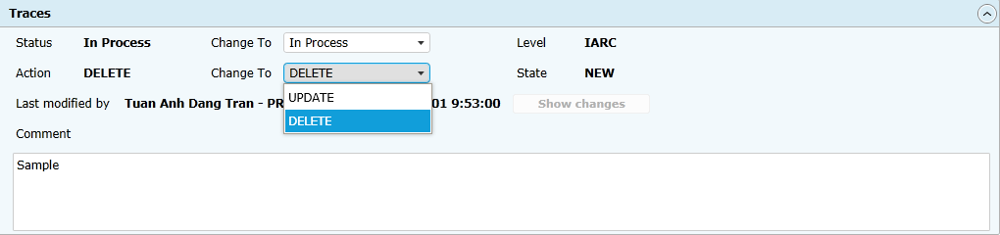 Traces
Status In Process Change To In Process Level IARC
Action DELETE Change To DELETE State NEW
UPDATE
Last modified by Tuan Anh Dang Tran - PR 01 9:53:00 Show changes
DELETE
Comment
Sample